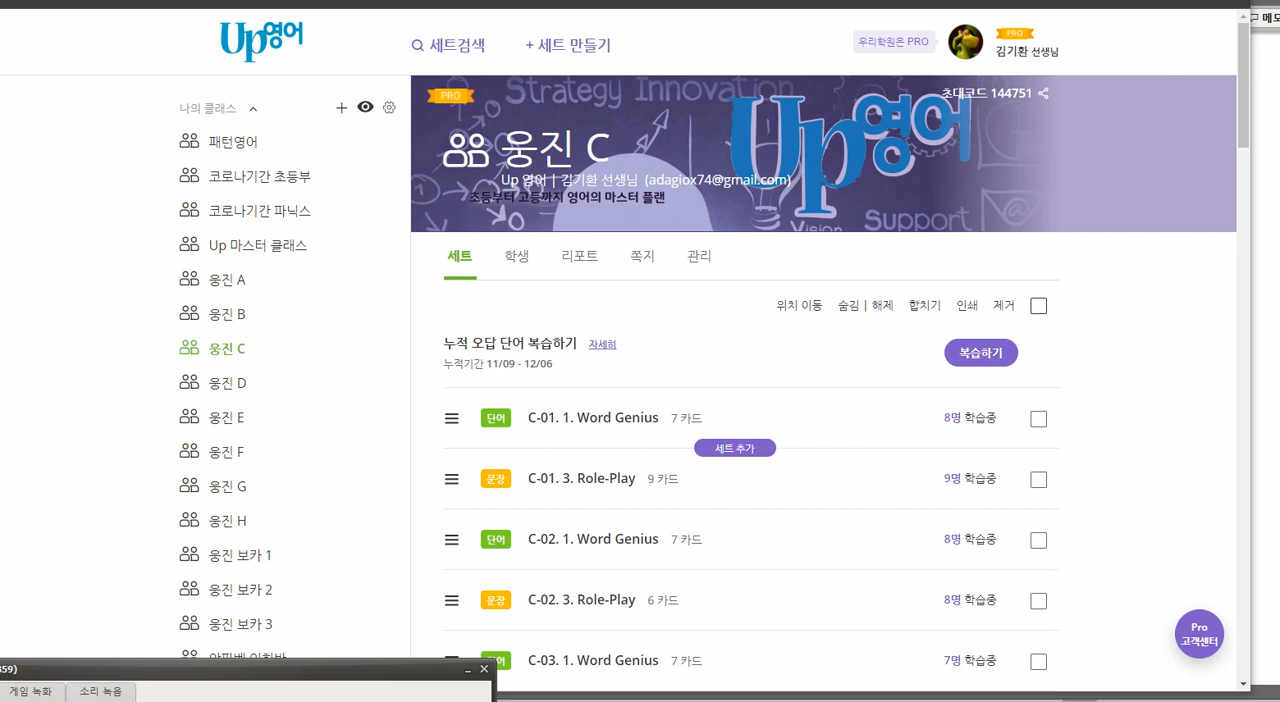 Up영어
세트검색
+ 세트 만들기
우리학원은 PRO
PRO
김기환 선생님
메모
나의 클래스
패턴영어
코로나기간 초등부
코로나기간 파닉스
Up 마스터 클래스
웅진 A
웅진 B
웅진 C
웅진 D
웅진 E
웅진 F
웅진 G
웅진 H
웅진 보카 1
웅진 보카 2
웅진 보카 3
PRO
Strategy Innovation
초대코드 144751
웅진 C
Up영어
Up 영어 | 김기환 선생님 (adagiox74@gmail.com)
초등부터 고등까지 영어의 마스터 플랜
Support
Vision
세트 학생 리포트 쪽지 관리
위치 이동 숨김 | 해제 합치기 인쇄 제거
누적 오답 단어 복습하기 자세히
누적기간 11/09 - 12/06
복습하기
단어 C-01. 1. Word Genius 7 카드 8명 학습중
세트 추가
문장 C-01. 3. Role-Play 9 카드 9명 학습중
단어 C-02. 1. Word Genius 7 카드 8명 학습중
문장 C-02. 3. Role-Play 6 카드 8명 학습중
단어 C-03. 1. Word Genius 7 카드 7명 학습중
Pro
고객센터
359)
게임 녹화 소리 녹음